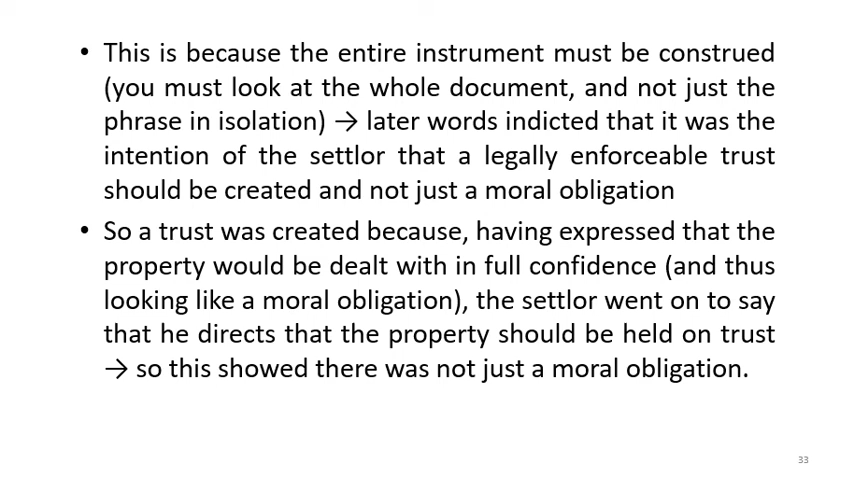 • This is because the entire instrument must be construed
(you must look at the whole document, and not just the
phrase in isolation) → later words indicted that it was the
intention of the settlor that a legally enforceable trust
should be created and not just a moral obligation
• So a trust was created because, having expressed that the
property would be dealt with in full confidence (and thus
looking like a moral obligation), the settlor went on to say
that he directs that the property should be held on trust
→ so this showed there was not just a moral obligation.
33